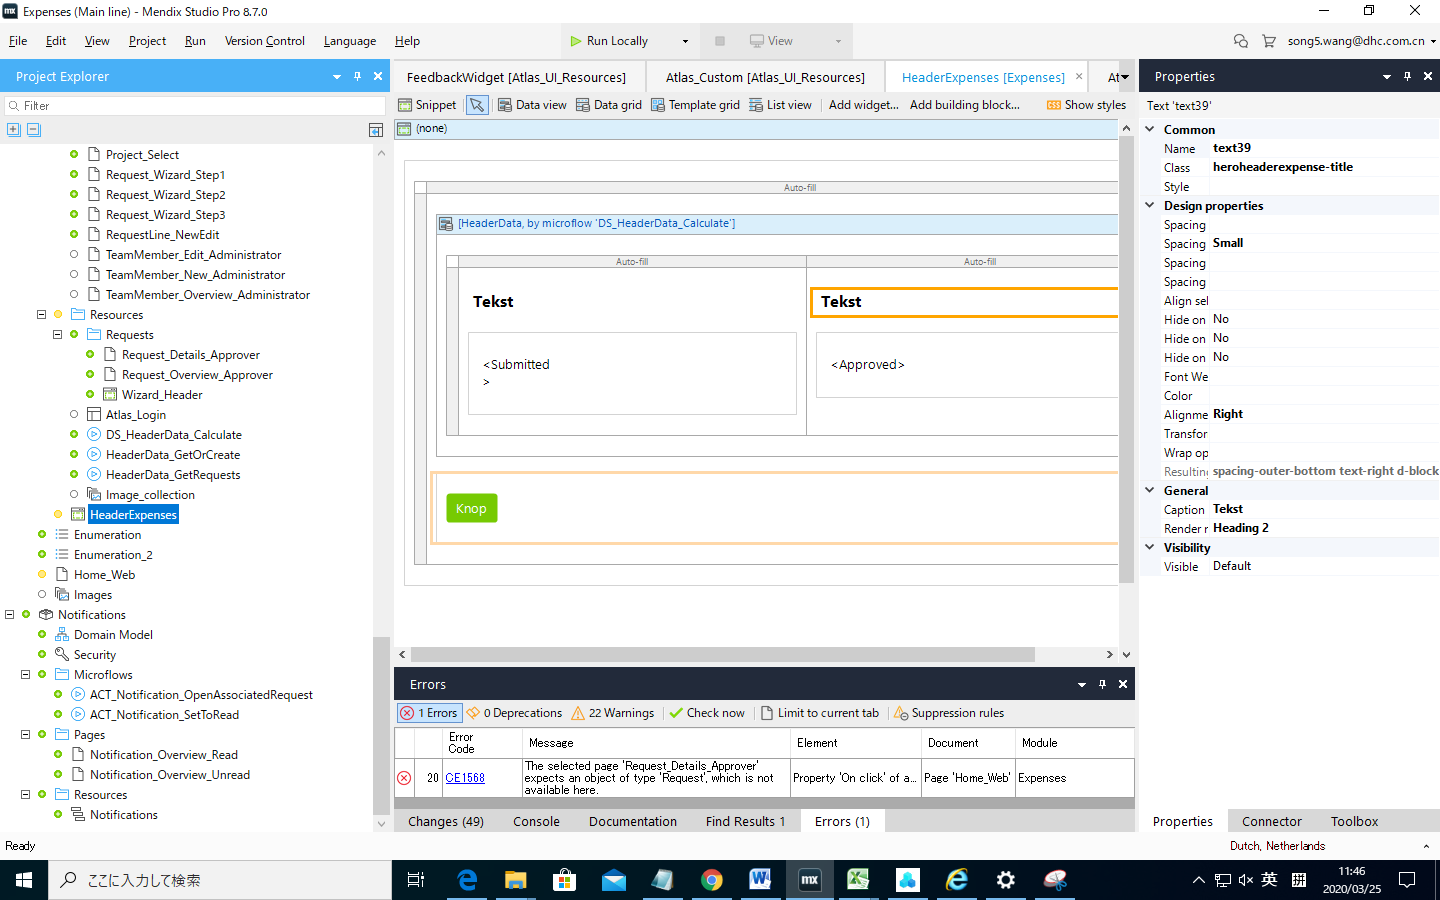 Expenses (Main line) - Mendix Studio Pro 8.7.0
File Edit View Project Run Version Control Language Help
Run Locally
View
song5.wang@dhc.com.cn
Project Explorer
Filter
Project_Select
Request_Wizard_Step1
Request_Wizard_Step2
Request_Wizard_Step3
RequestLine_NewEdit
TeamMember_Edit_Administrator
TeamMember_New_Administrator
TeamMember_Overview_Administrator
Resources
Requests
Request_Details_Approver
Request_Overview_Approver
Wizard_Header
Atlas_Login
DS_HeaderData_Calculate
HeaderData_GetOrCreate
HeaderData_GetRequests
Image_collection
HeaderExpenses
Enumeration
Enumeration_2
Home_Web
Images
Notifications
Domain Model
Security
Microflows
ACT_Notification_OpenAssociatedRequest
ACT_Notification_SetToRead
Pages
Notification_Overview_Read
Notification_Overview_Unread
Resources
Notifications
FeedbackWidget [Atlas_UI_Resources]
Atlas_Custom [Atlas_UI_Resources]
HeaderExpenses [Expenses]
At
Snippet Data view Data grid Template grid List view Add widget... Add building block... Show styles
(none)
Auto-fill
[HeaderData, by microflow 'DS_HeaderData_Calculate']
Auto-fill Auto-fill
Tekst Tekst
<Submitted
>
<Approved>
Knop
Errors
1 Errors 0 Deprecations 22 Warnings Check now Limit to current tab Suppression rules
Error Code Message Element Document Module
20 CE1568 The selected page 'Request_Details_Approver' expects an object of type 'Request', which is not available here. Property 'On click' of a... Page 'Home_Web' Expenses
Changes (49) Console Documentation Find Results 1 Errors (1)
Properties
Text 'text39'
Common
Name text39
Class heroheaderexpense-title
Style
Design properties
Spacing
Spacing Small
Spacing
Spacing
Align sel
Hide on No
Hide on No
Hide on No
Font We
Color
Alignme Right
Transfor
Wrap op
Resulting spacing-outer-bottom text-right d-block
General
Caption Tekst
Render r Heading 2
Visibility
Visible Default
Properties Connector Toolbox
Ready
Dutch, Netherlands
ここに入力して検索
英
拼
11:46
2020/03/25